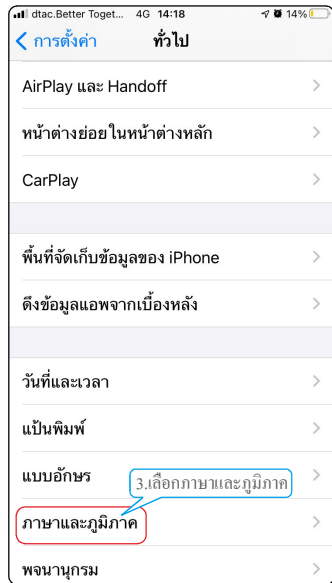 dtac.Better Toget... 4G 14:18 14%
การตั้งค่า ทั่วไป
AirPlay และ Handoff
หน้าต่างย่อยในหน้าต่างหลัก
CarPlay
พื้นที่จัดเก็บข้อมูลของ iPhone
ดึงข้อมูลแอพจากเบื้องหลัง
วันที่และเวลา
แป้นพิมพ์
แบบอักษร
3.เลือกภาษาและภูมิภาค
ภาษาและภูมิภาค
พจนานุกรม